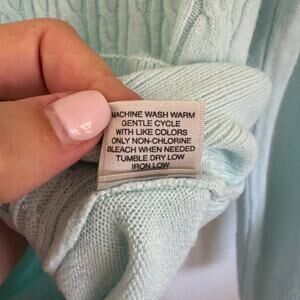 MACHINE WASH WARM
GENTLE CYCLE
WITH LIKE COLORS
ONLY NON-CHLORINE
BLEACH WHEN NEEDED
TUMBLE DRY LOW
IRON LOW